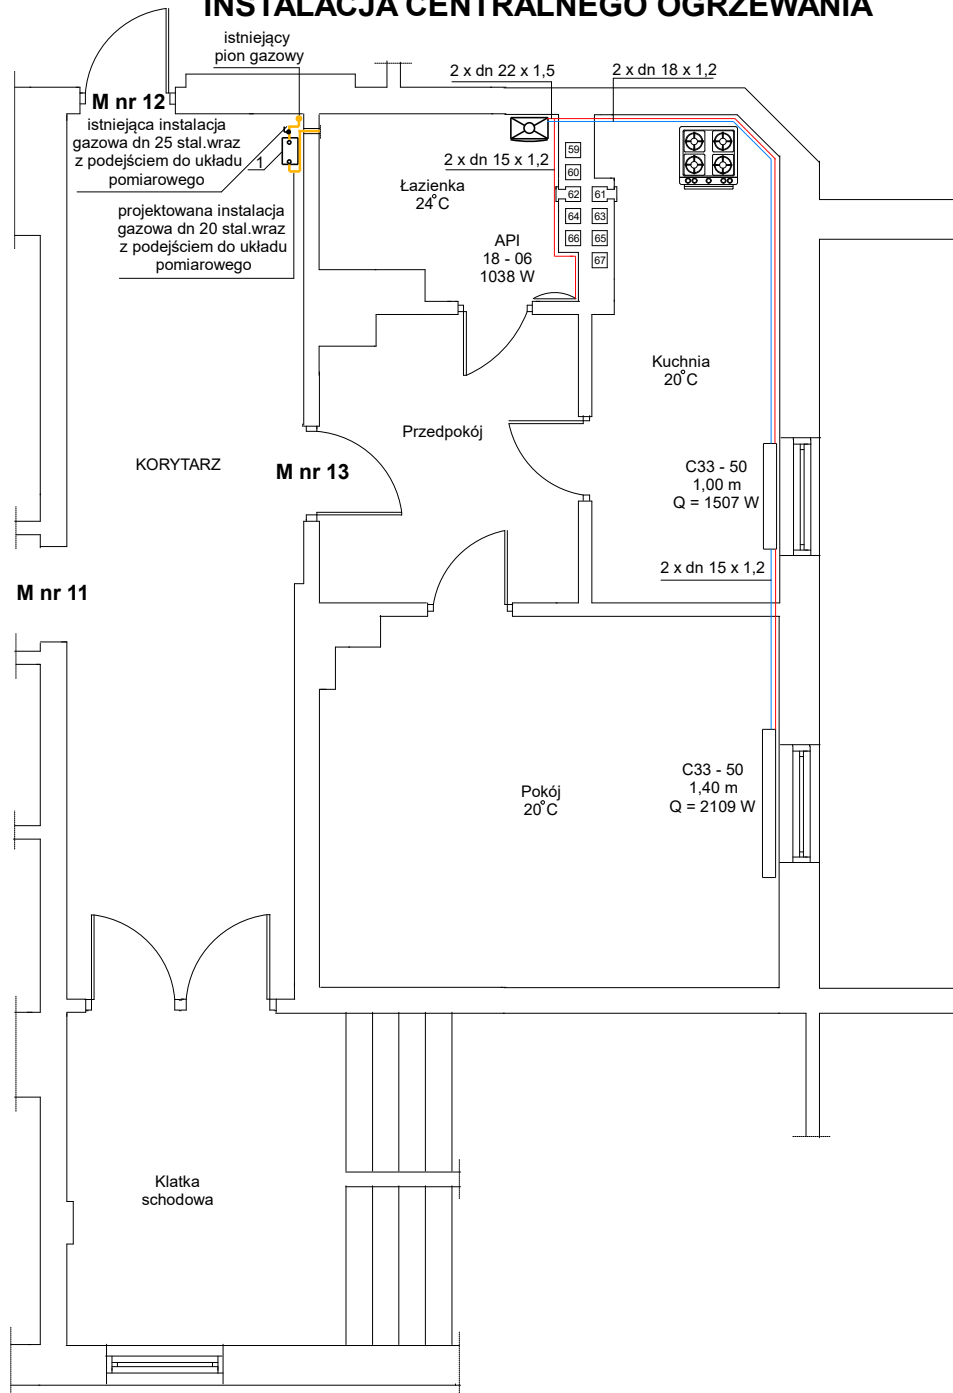 INSTALACJA CENTRALNEGO OGRZEWANIA
istniejący
pion gazowy
2 x dn 22 x 1,5
2 x dn 18 x 1,2
M nr 12
istniejąca instalacja
gazowa dn 25 stal.wraz
z podejściem do układu
pomiarowego
1
projektowana instalacja
gazowa dn 20 stal.wraz
z podejściem do układu
pomiarowego
2 x dn 15 x 1,2
Łazienka
24°C
API
18 - 06
1038 W
59
60
62
61
64
63
66
65
67
Kuchnia
20°C
Przedpokój
KORYTARZ
M nr 13
C33 - 50
1,00 m
Q = 1507 W
2 x dn 15 x 1,2
M nr 11
Pokój
20°C
C33 - 50
1,40 m
Q = 2109 W
Klatka
schodowa